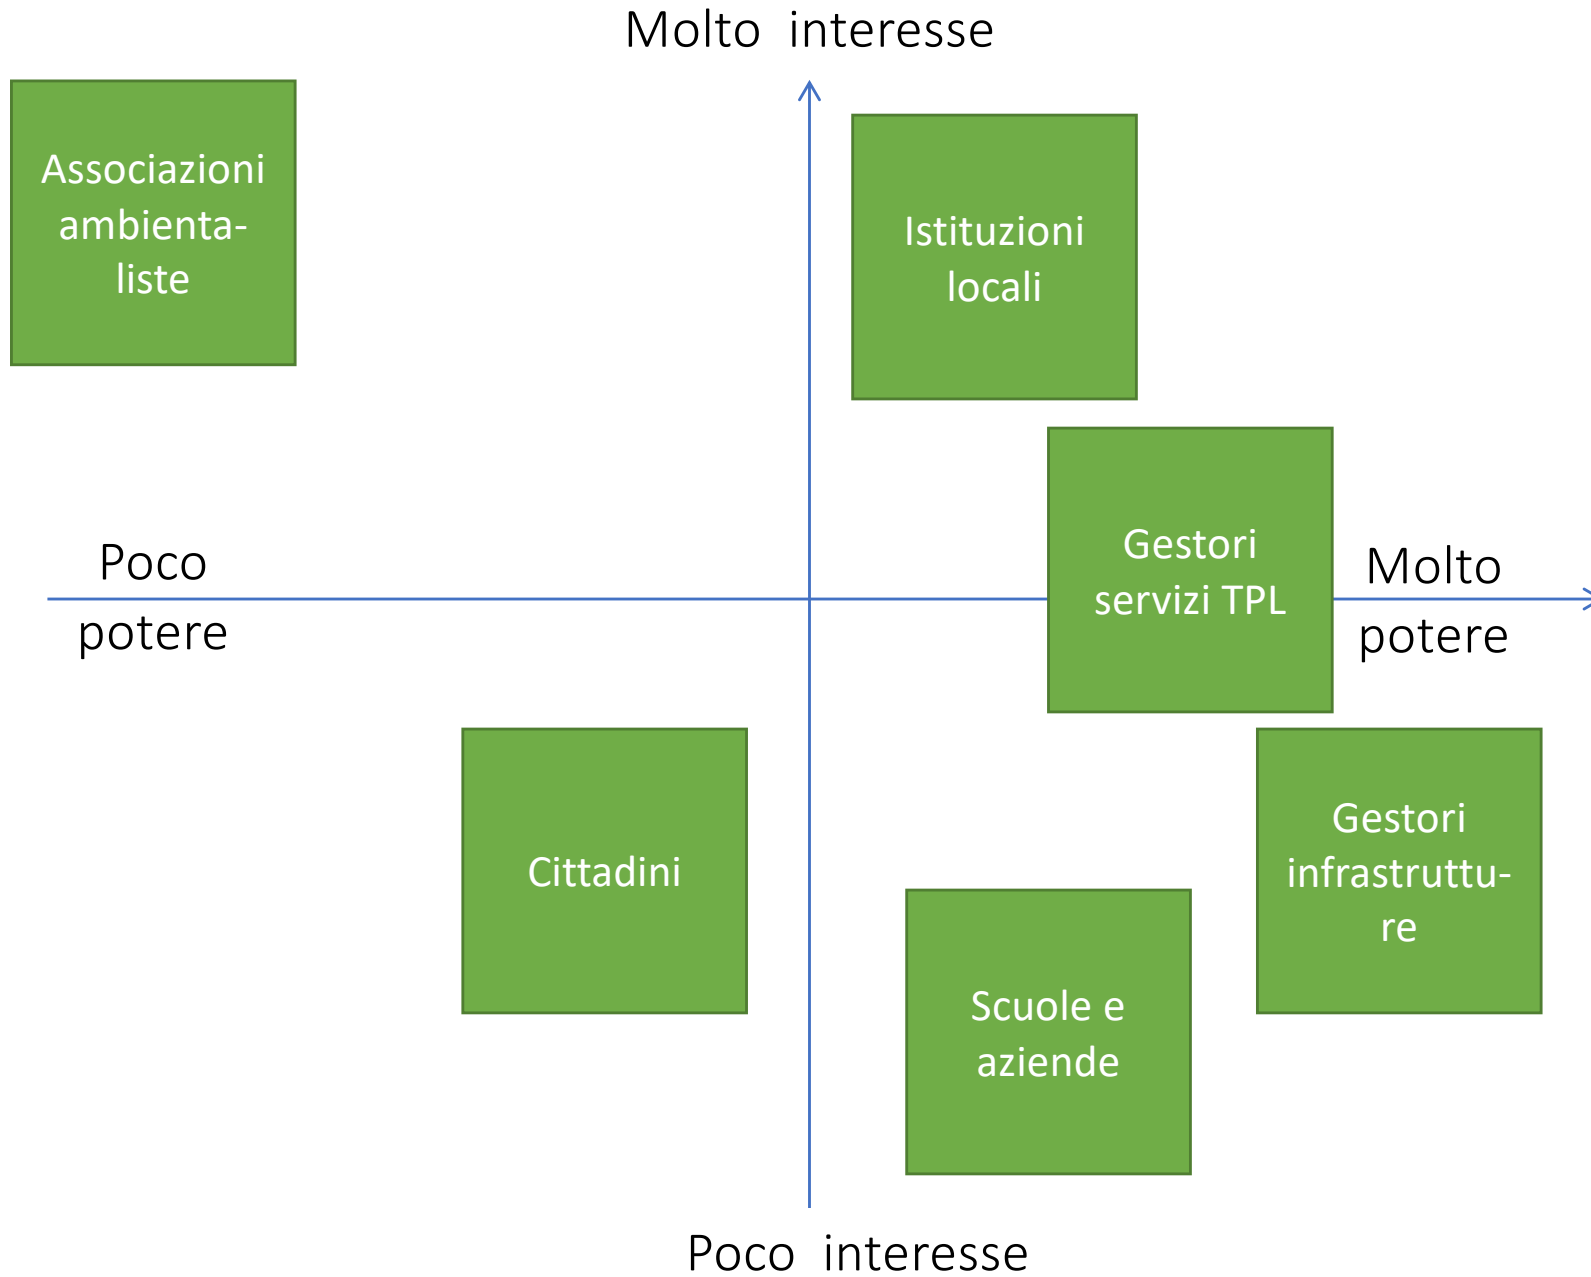 Molto interesse
Associazioni
ambienta-
liste
Istituzioni
locali
Poco
potere
Gestori
servizi TPL
Molto
potere
Cittadini
Gestori
infrastruttu-
re
Scuole e
aziende
Poco interesse